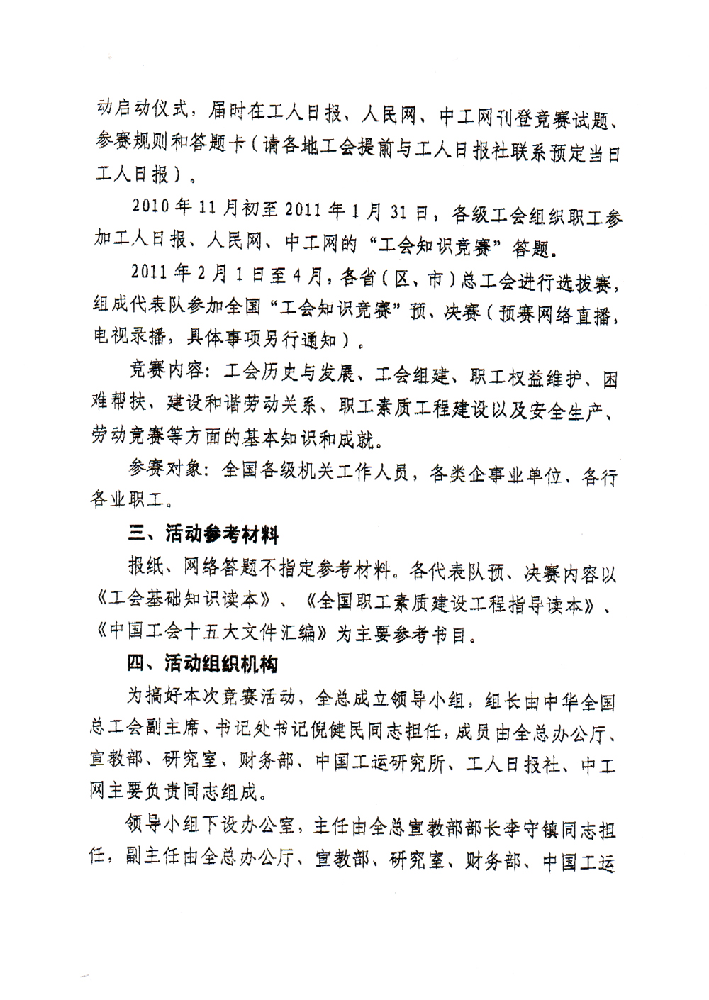 动启动仪式，届时在工人日报、人民网、中工网刊登竞赛试题、
参赛规则和答题卡（请各地工会提前与工人日报社联系预定当日
工人日报）。
2010年11月初至2011年1月31日，各级工会组织职工参
加工人日报、人民网、中工网的“工会知识竞赛”答题。
2011年2月1日至4月，各省（区、市）总工会进行选拔赛，
组成代表队参加全国“工会知识竞赛”预、决赛（预赛网络直播，
电视录播，具体事项另行通知）。
竞赛内容：工会历史与发展、工会组建、职工权益维护、困
难帮扶、建设和谐劳动关系、职工素质工程建设以及安全生产、
劳动竞赛等方面的基本知识和成就。
参赛对象：全国各级机关工作人员，各类企事业单位、各行
各业职工。
三、活动参考材料
报纸、网络答题不指定参考材料。各代表队预、决赛内容以
《工会基础知识读本》、《全国职工素质建设工程指导读本》、
《中国工会十五大文件汇编》为主要参考书目。
四、活动组织机构
为搞好本次竞赛活动，全总成立领导小组，组长由中华全国
总工会副主席、书记处书记倪健民同志担任，成员由全总办公厅、
宣教部、研究室、财务部、中国工运研究所、工人日报社、中工
网主要负责同志组成。
领导小组下设办公室，主任由全总宣教部部长李守镇同志担
任，副主任由全总办公厅、宣教部、研究室、财务部、中国工运